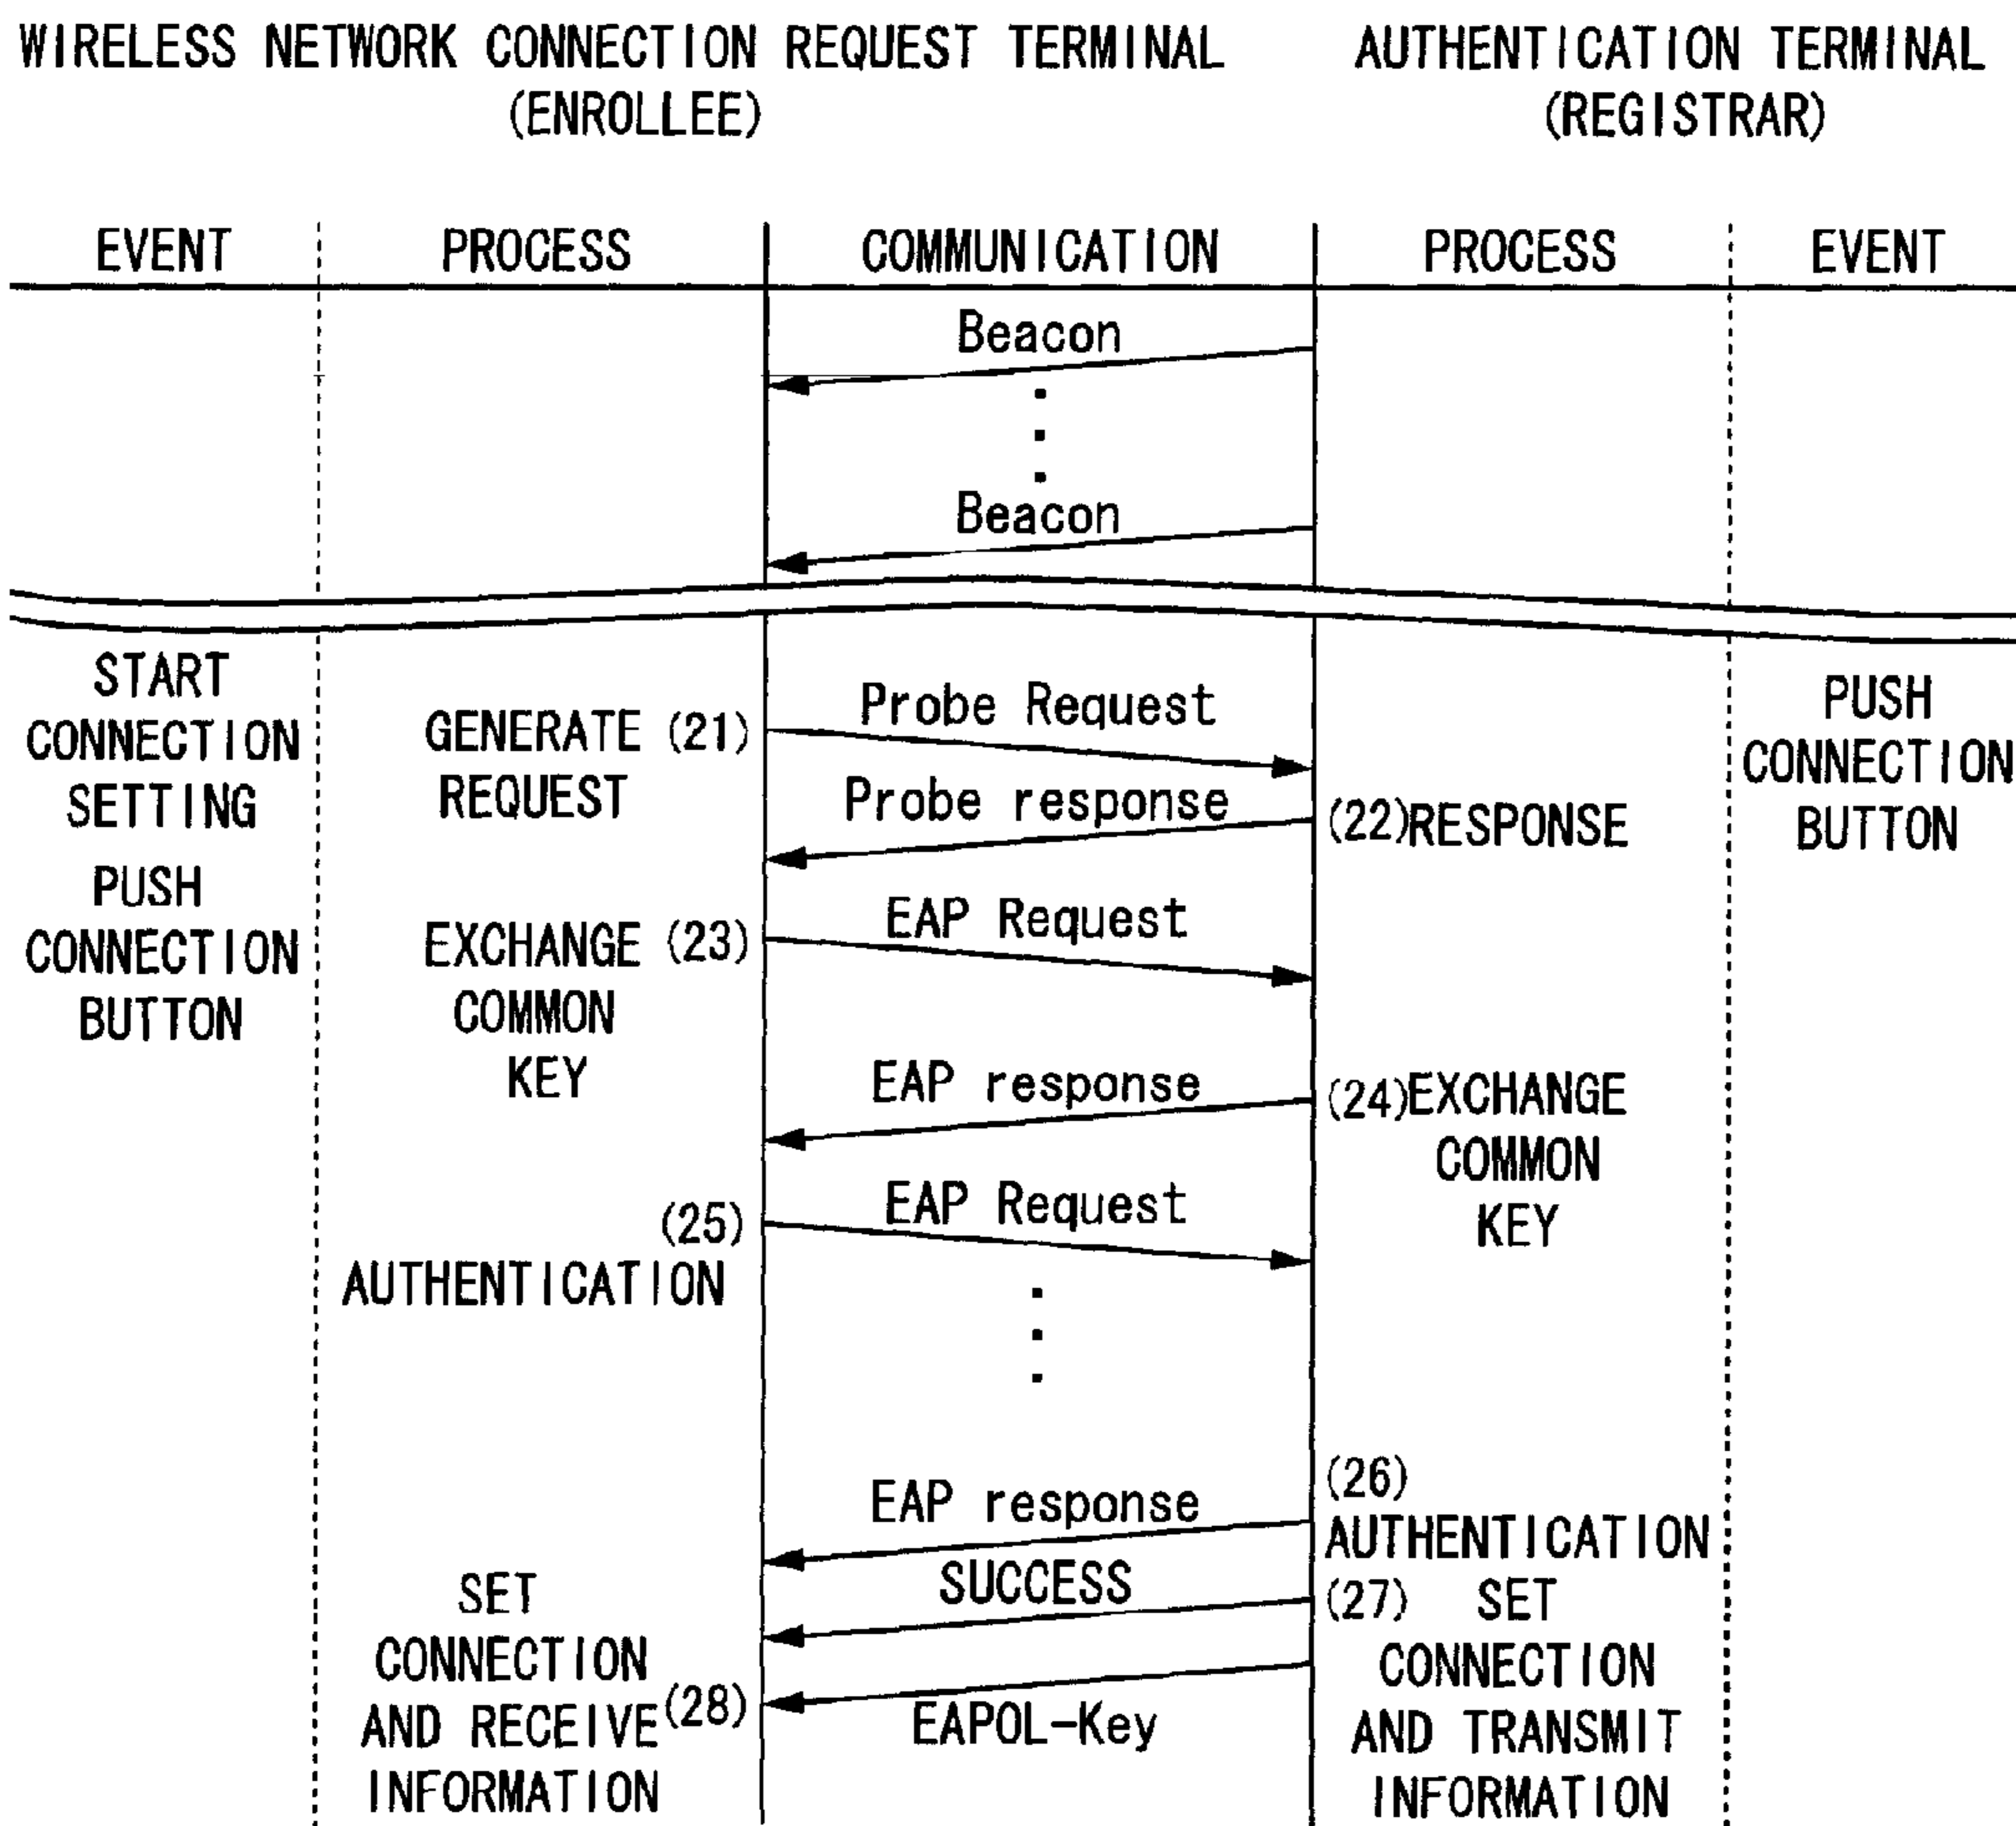 WIRELESS NETWORK CONNECTION REQUEST TERMINAL
(ENROLLEE)
AUTHENTICATION TERMINAL
(REGISTRAR)
EVENT
PROCESS
COMMUNICATION
PROCESS
EVENT
Beacon
Beacon
START
CONNECTION
SETTING
GENERATE (21)
REQUEST
Probe Request
PUSH
CONNECTION
BUTTON
Probe response
(22)RESPONSE
PUSH
CONNECTION
BUTTON
EXCHANGE (23)
COMMON
KEY
EAP Request
EAP response
(24)EXCHANGE
COMMON
KEY
(25)
AUTHENTICATION
EAP Request
EAP response
(26)
AUTHENTICATION
SUCCESS
(27) SET
CONNECTION
AND TRANSMIT
INFORMATION
SET
CONNECTION
AND RECEIVE (28)
INFORMATION
EAPOL-Key